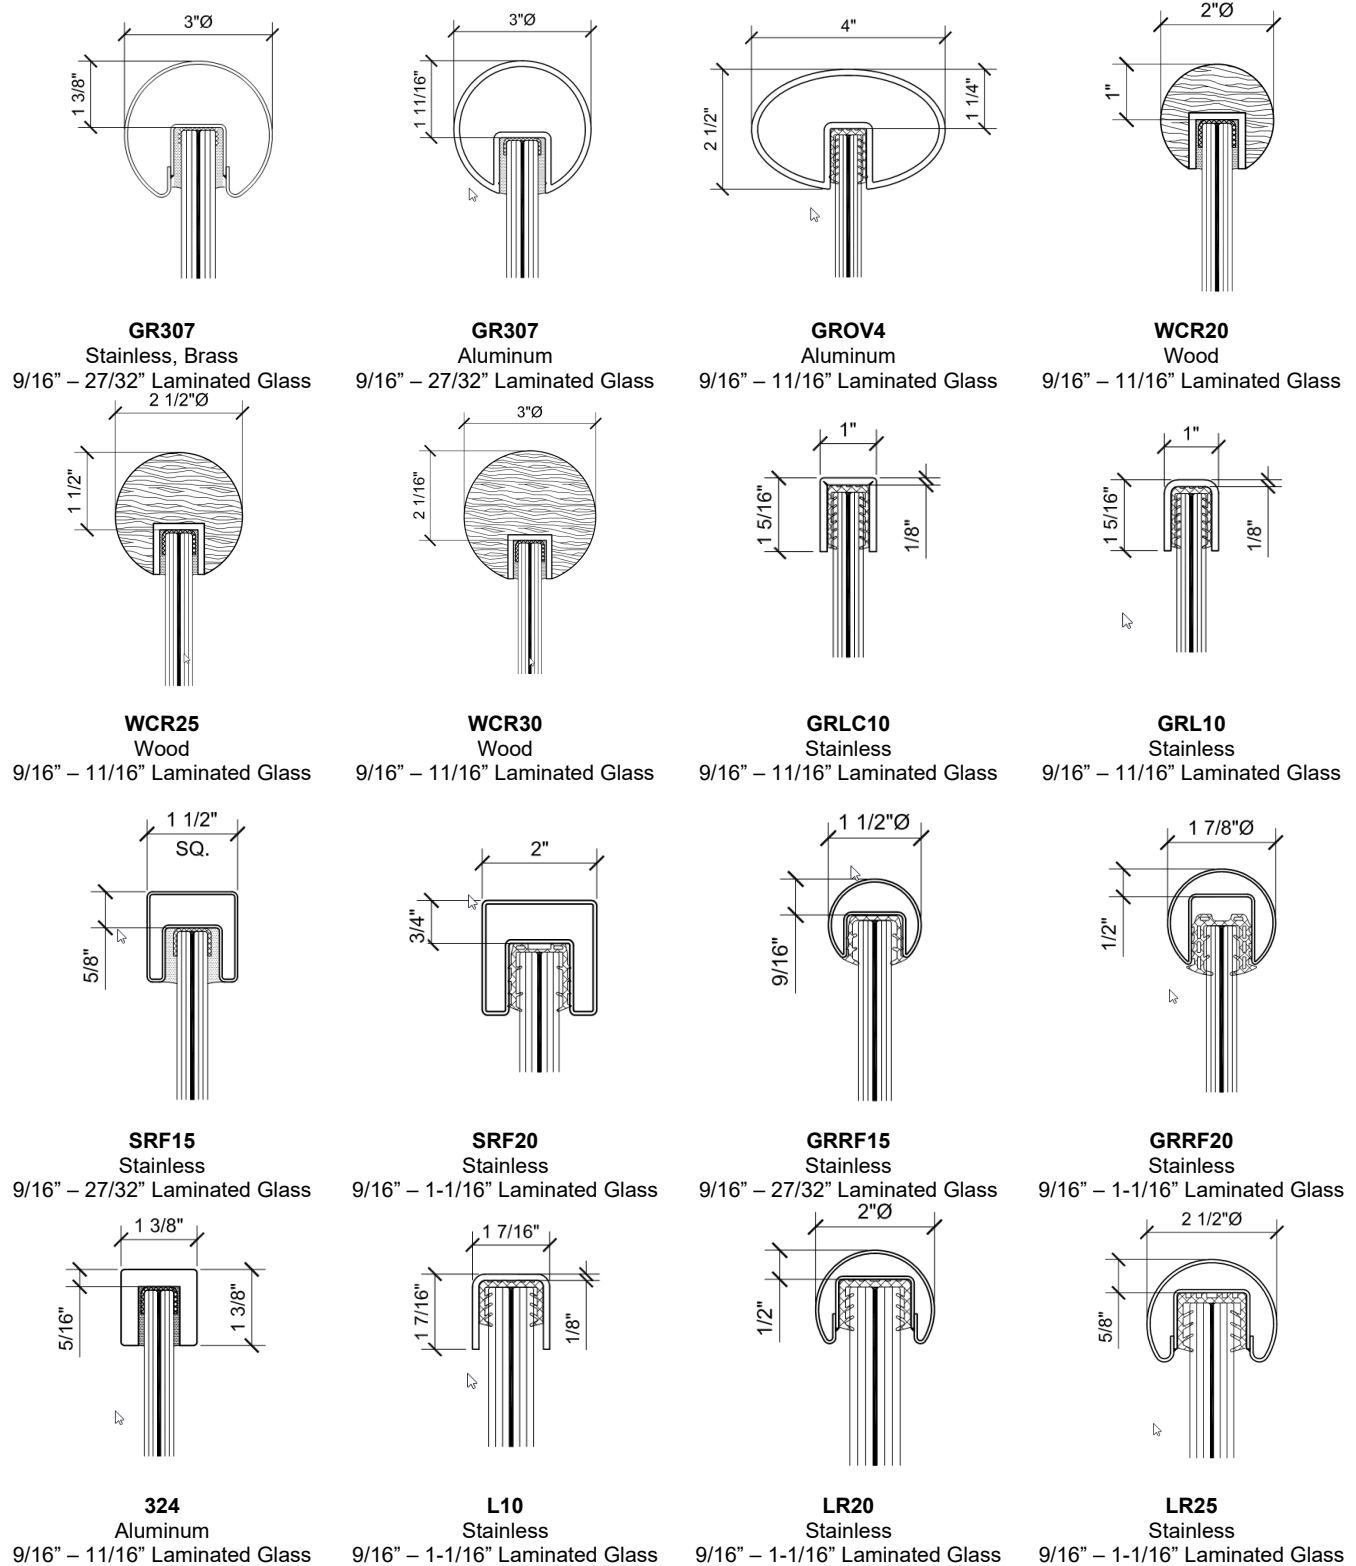 3"Ø
1 3/8"
GR307
Stainless, Brass
9/16” – 27/32” Laminated Glass
3"Ø
1 11/16"
GR307
Aluminum
9/16” – 27/32” Laminated Glass
4"
2 1/2"
1 1/4"
GROV4
Aluminum
9/16” – 11/16” Laminated Glass
2"Ø
1"
WCR20
Wood
9/16” – 11/16” Laminated Glass
2 1/2"Ø
1 1/2"
WCR25
Wood
9/16” – 11/16” Laminated Glass
3"Ø
2 1/16"
WCR30
Wood
9/16” – 11/16” Laminated Glass
1"
1 5/16"
1/8"
GRLC10
Stainless
9/16” – 11/16” Laminated Glass
1"
1 5/16"
1/8"
GRL10
Stainless
9/16” – 11/16” Laminated Glass
1 1/2"
SQ.
5/8"
SRF15
Stainless
9/16” – 27/32” Laminated Glass
2"
3/4"
SRF20
Stainless
9/16” – 1-1/16” Laminated Glass
1 1/2"Ø
9/16"
GRRF15
Stainless
9/16” – 27/32” Laminated Glass
1 7/8"Ø
1/2"
GRRF20
Stainless
9/16” – 1-1/16” Laminated Glass
1 3/8"
5/16"
1 3/8"
324
Aluminum
9/16” – 11/16” Laminated Glass
1 7/16"
1 7/16"
1/8"
L10
Stainless
9/16” – 1-1/16” Laminated Glass
2"Ø
1/2"
LR20
Stainless
9/16” – 1-1/16” Laminated Glass
2 1/2"Ø
5/8"
LR25
Stainless
9/16” – 1-1/16” Laminated Glass